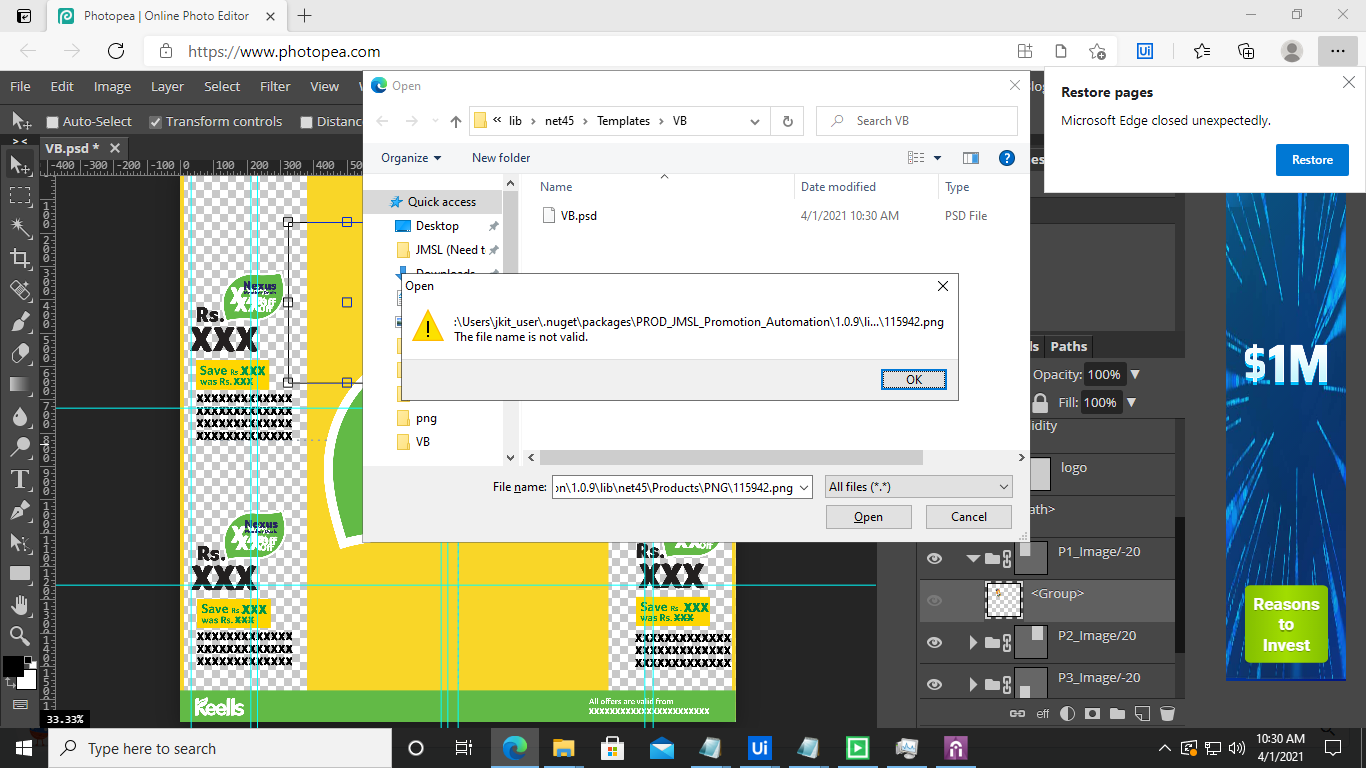 Photopea | Online Photo Editor
https://www.photopea.com
Ui
File Edit Image Layer Select Filter View
Auto-Select Transform controls Distanc
> <
VB.psd *
-400 -300 -200 -100 0 100 200 300 400
Open
« lib › net45 › Templates › VB
Search VB
Organize New folder
Quick access
Desktop
JMSL (Need t
Downloads
png
VB
Name Date modified Type
VB.psd 4/1/2021 10:30 AM PSD File
Open
:\Users\jkit_user\.nuget\packages\PROD_JMSL_Promotion_Automation\1.0.9\li...\115942.png
The file name is not valid.
OK
File name: on\1.0.9\lib\net45\Products\PNG\115942.png All files (*.*)
Open Cancel
Restore pages
Microsoft Edge closed unexpectedly.
Restore
Paths
Opacity: 100%
Fill: 100%
idity
logo
ath>
P1_Image/-20
<Group>
P2_Image/20
P3_Image/-20
eff
$1M
Reasons
to
Invest
Nexus
Off
Rs.
XXX
Save Rs XXX
was Rs. XXX
XXXXXXXXXXXXX
XXXXXXXXXXXXX
XXXXXXXXXXXXX
XXXXXXXXXXXXX
Nexus
Off
Rs.
XXX
Save Rs XXX
was Rs. XXX
XXXXXXXXXXXXX
XXXXXXXXXXXXX
XXXXXXXXXXXXX
Off
Rs.
XXX
Save Rs XXX
was Rs. XXX
XXXXXXXXXXXXX
XXXXXXXXXXXXX
XXXXXXXXXXXXX
Keells
All offers are valid from
XXXXXXXXXXXXXXXXXXXXXXX
33.33%
Type here to search
Ui
10:30 AM
4/1/2021